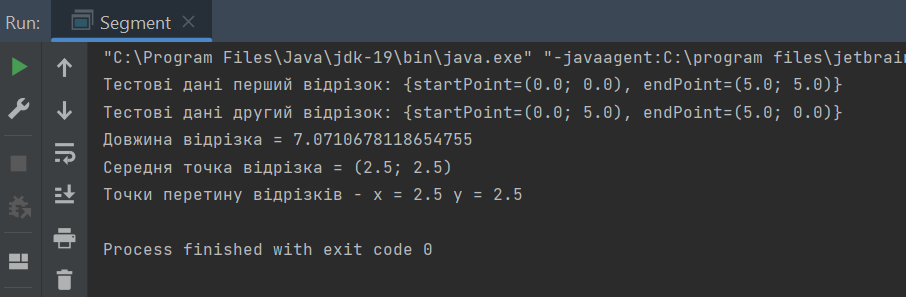 Run: Segment
"C:\Program Files\Java\jdk-19\bin\java.exe" "-javaagent:C:\program files\jetbrain
Тестові дані перший відрізок: {startPoint=(0.0; 0.0), endPoint=(5.0; 5.0)}
Тестові дані другий відрізок: {startPoint=(0.0; 5.0), endPoint=(5.0; 0.0)}
Довжина відрізка = 7.0710678118654755
Середня точка відрізка = (2.5; 2.5)
Точки перетину відрізків - x = 2.5 y = 2.5
Process finished with exit code 0